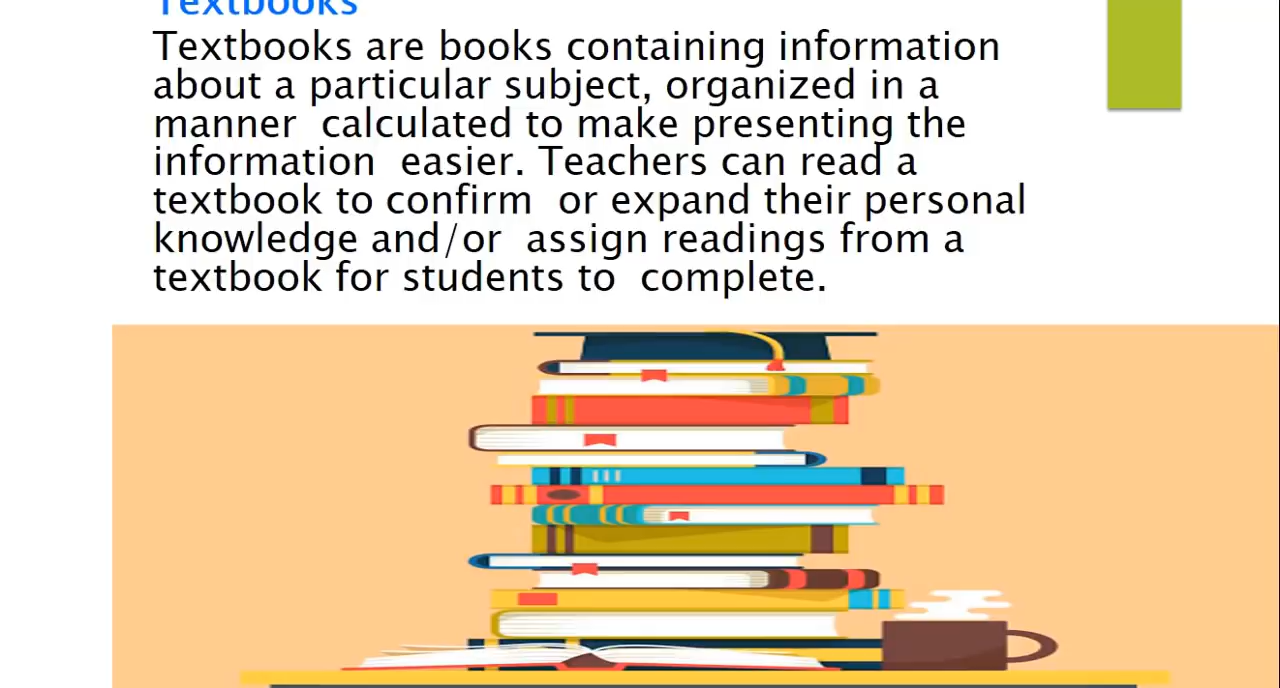 Textbooks
Textbooks are books containing information
about a particular subject, organized in a
manner  calculated to make presenting the
information  easier. Teachers can read a
textbook to confirm  or expand their personal
knowledge and/or  assign readings from a
textbook for students to  complete.